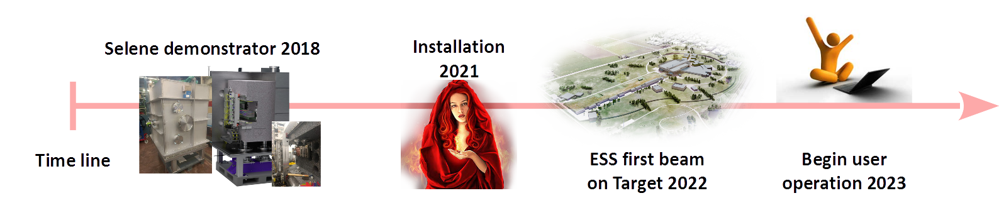 Selene demonstrator 2018
Installation
2021
Time line
ESS first beam
on Target 2022
Begin user
operation 2023